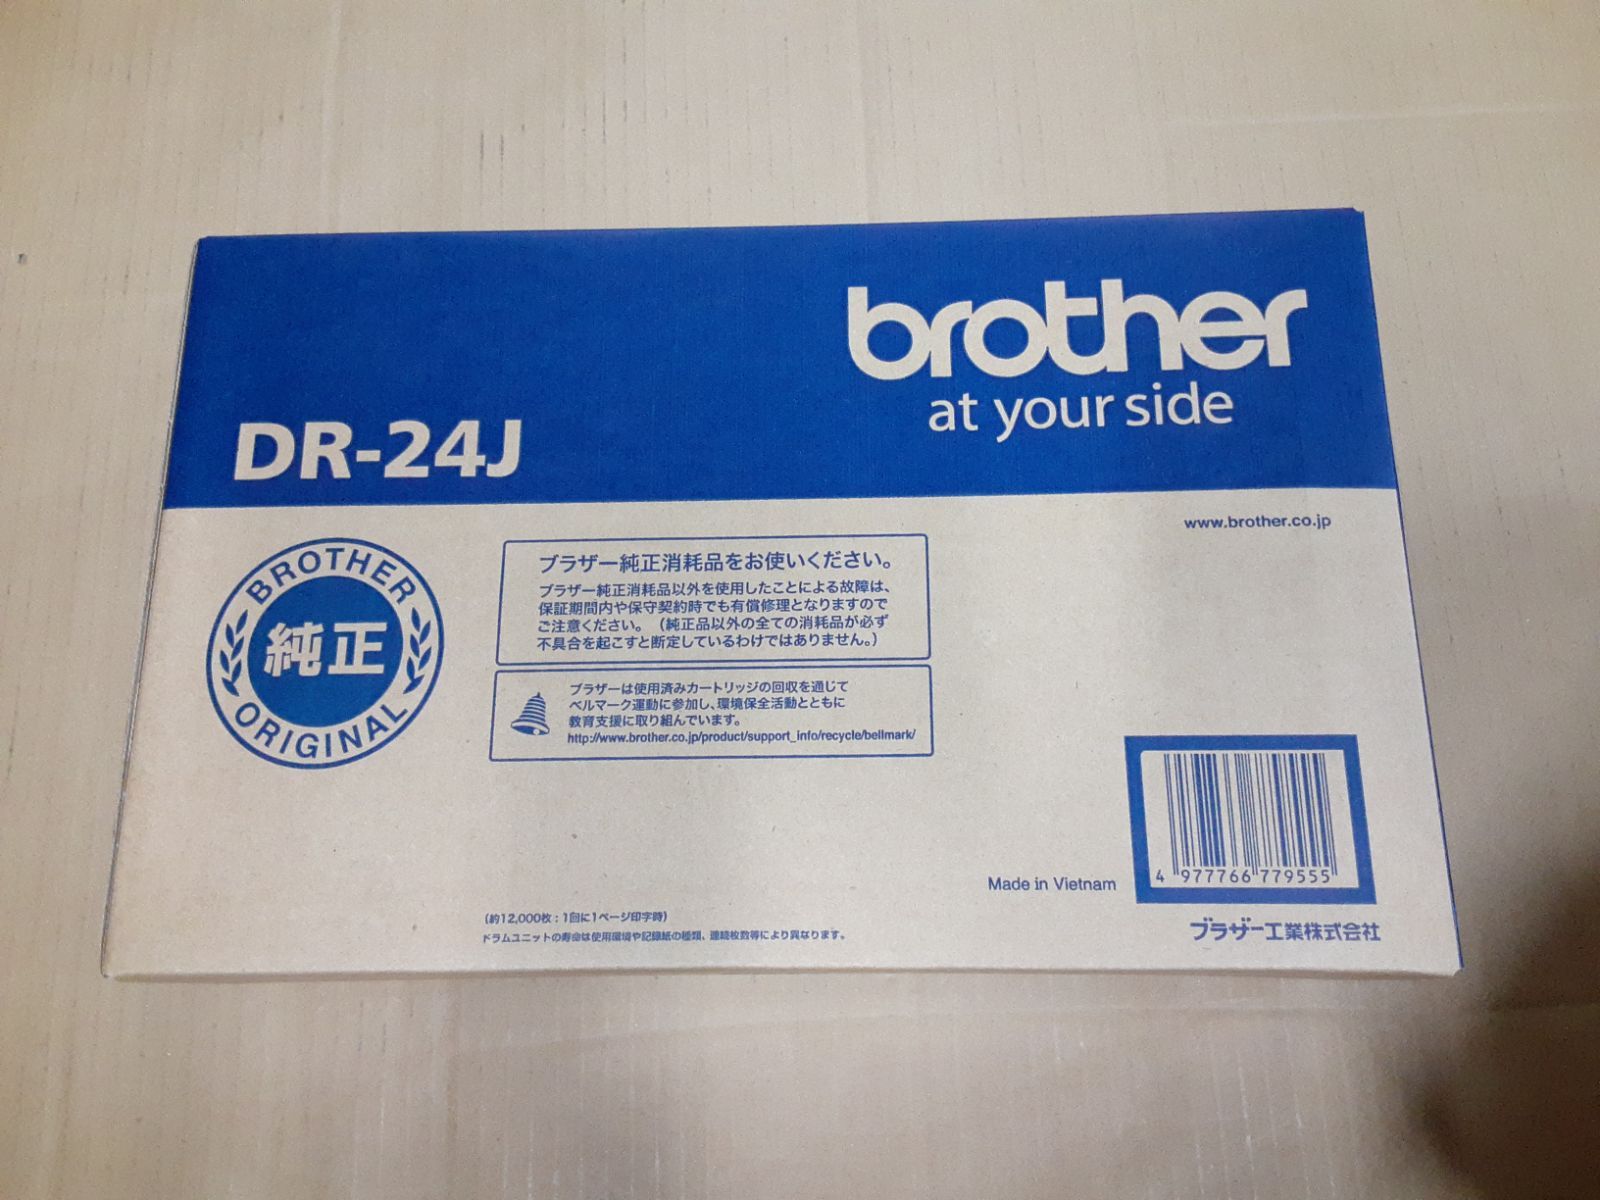 brother
at your side
DR-24J
www.brother.co.jp
BROTHER
純正
ORIGINAL
ブラザー純正消耗品をお使いください。
ブラザー純正消耗品以外を使用したことによる故障は、
保証期間内や保守契約時でも有償修理となりますので
ご注意ください。（純正品以外の全ての消耗品が必ず
不具合を起こすと断定しているわけではありません。）
ブラザーは使用済みカートリッジの回収を通じて
ベルマーク運動に参加し、環境保全活動とともに
教育支援に取り組んでいます。
http://www.brother.co.jp/product/support_info/recycle/bellmark/
4 977766 779555
Made in Vietnam
ブラザー工業株式会社
（約12,000枚：1回に1ページ印字時）
ドラムユニットの寿命は使用環境や記録紙の種類、連続枚数等により異なります。